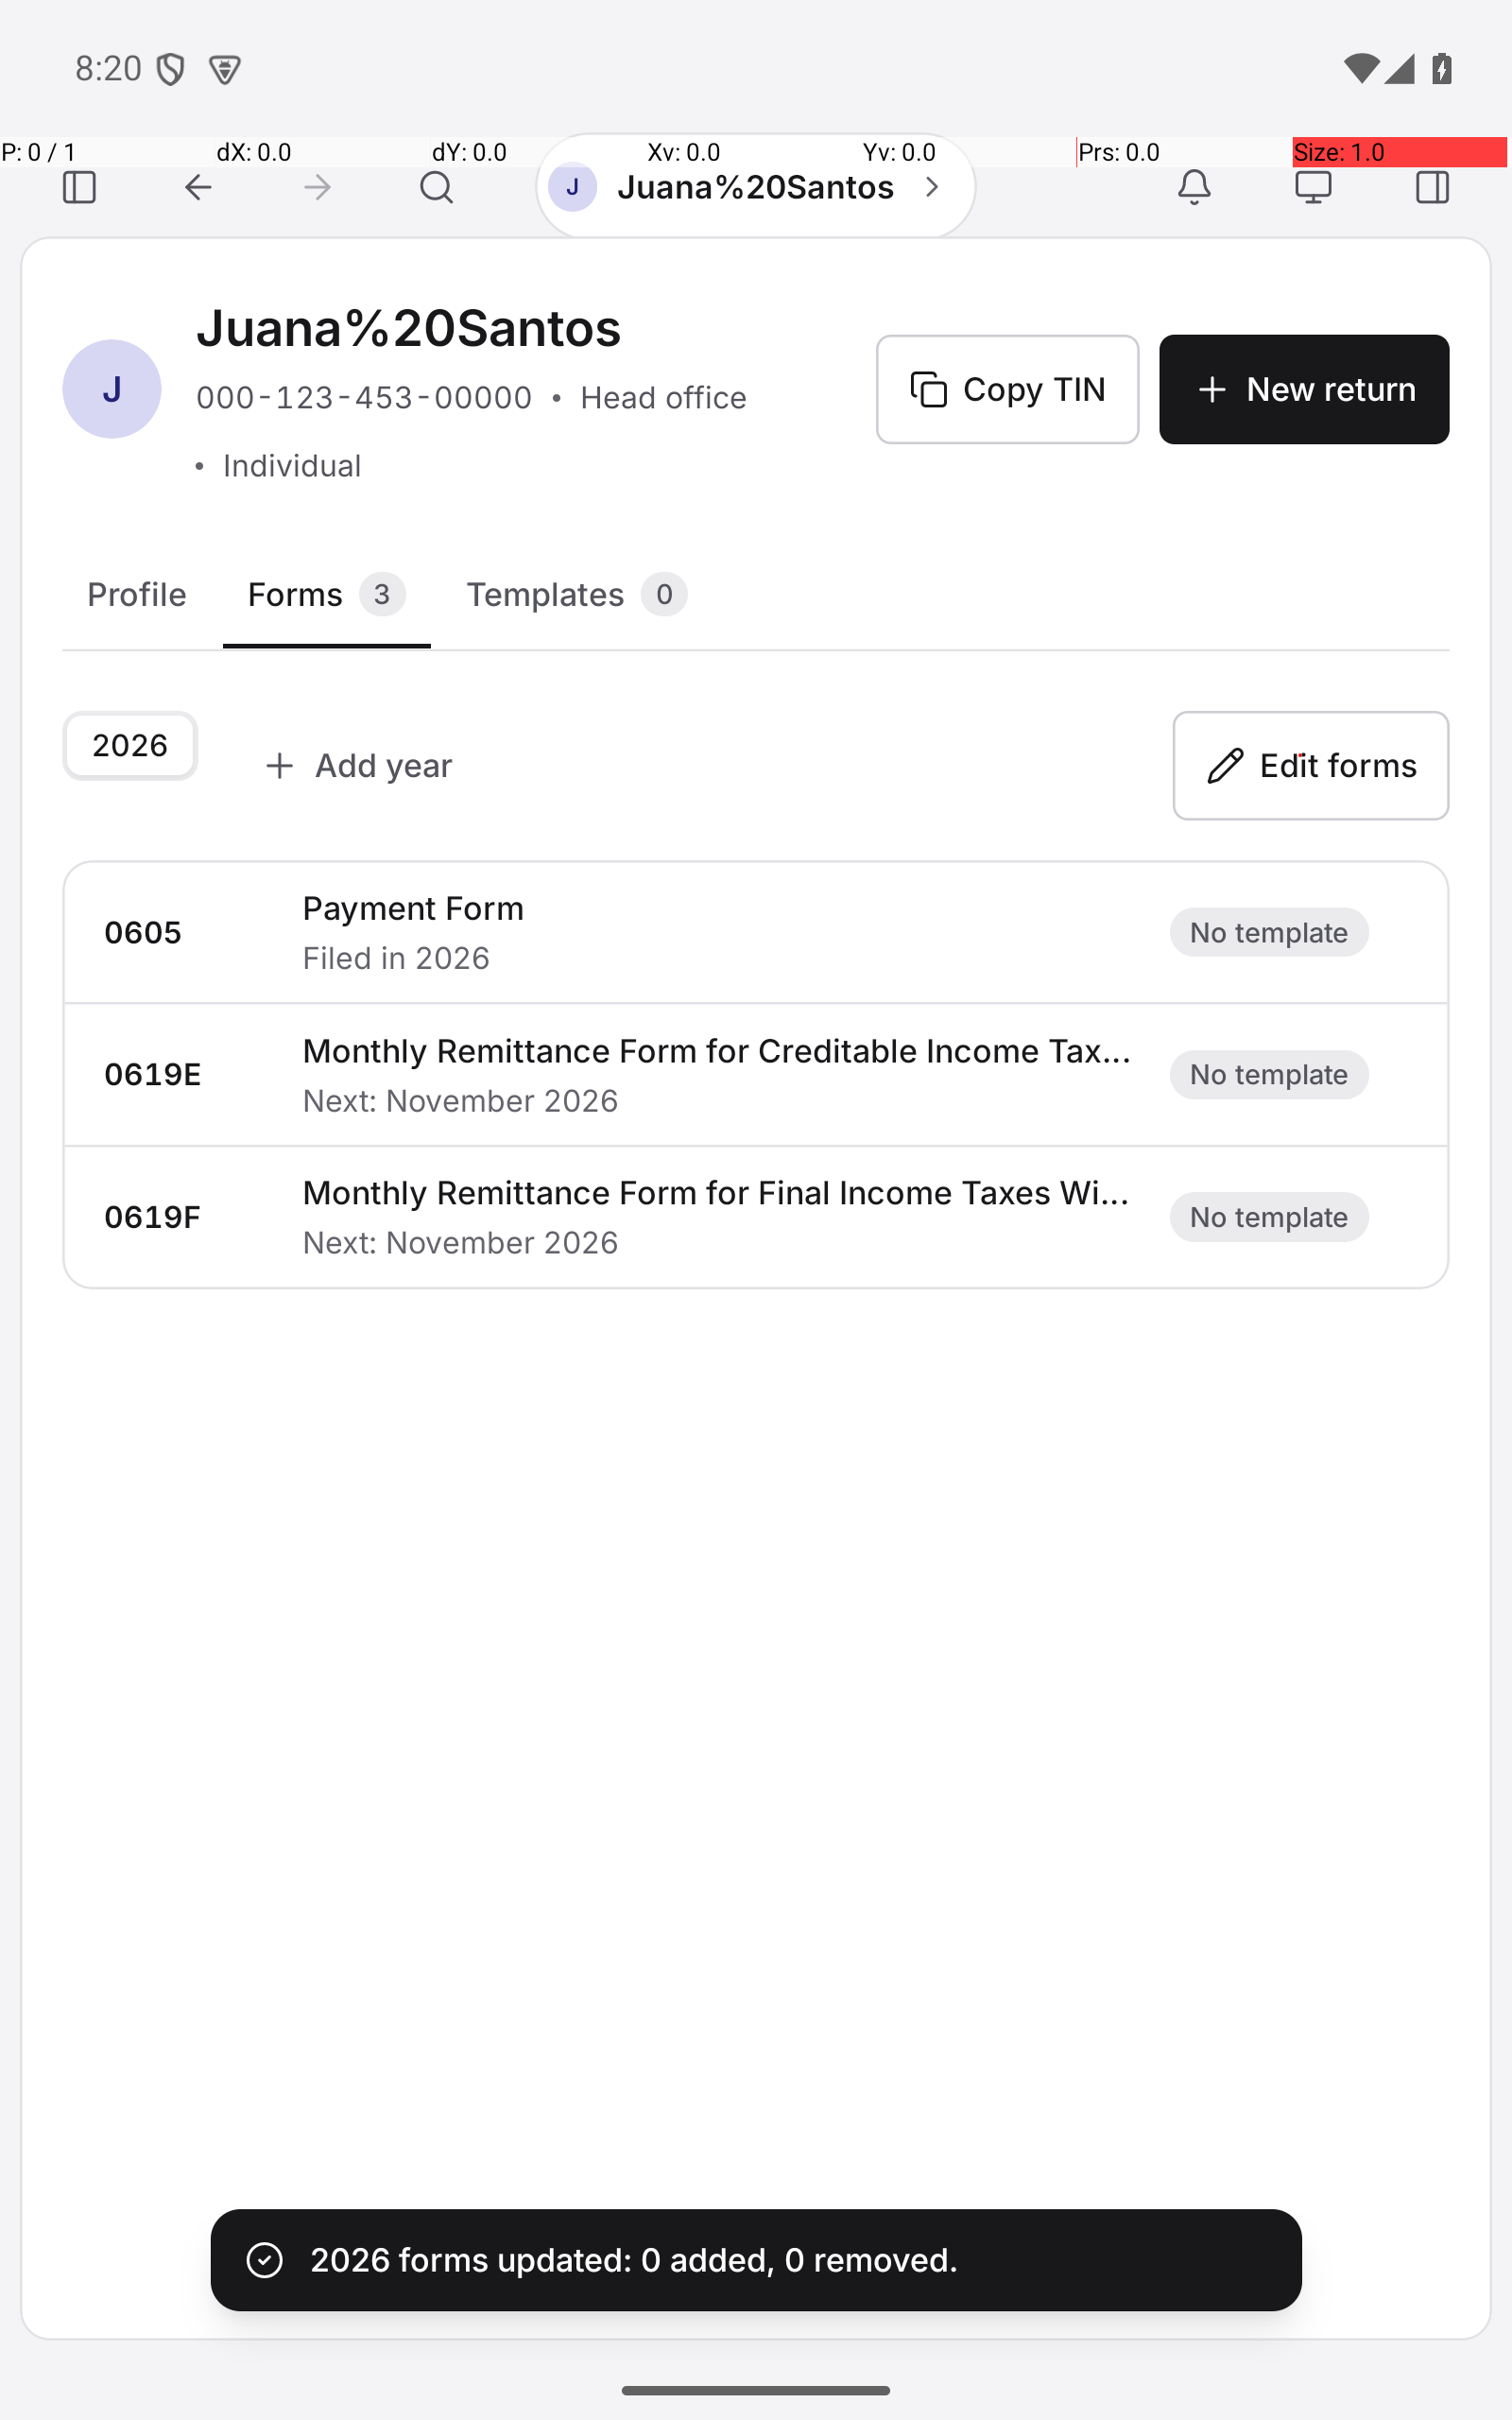 8:20
P: 0 / 1 dX: 0.0 dY: 0.0 Xv: 0.0 Yv: 0.0 Prs: 0.0 Size: 1.0
J Juana%20Santos
Juana%20Santos
J
000-123-453-00000 • Head office
• Individual
Copy TIN
New return
Profile Forms 3 Templates 0
2026 Add year Edit forms
0605 Payment Form No template
Filed in 2026
0619E Monthly Remittance Form for Creditable Income Tax... No template
Next: November 2026
0619F Monthly Remittance Form for Final Income Taxes Wi... No template
Next: November 2026
2026 forms updated: 0 added, 0 removed.